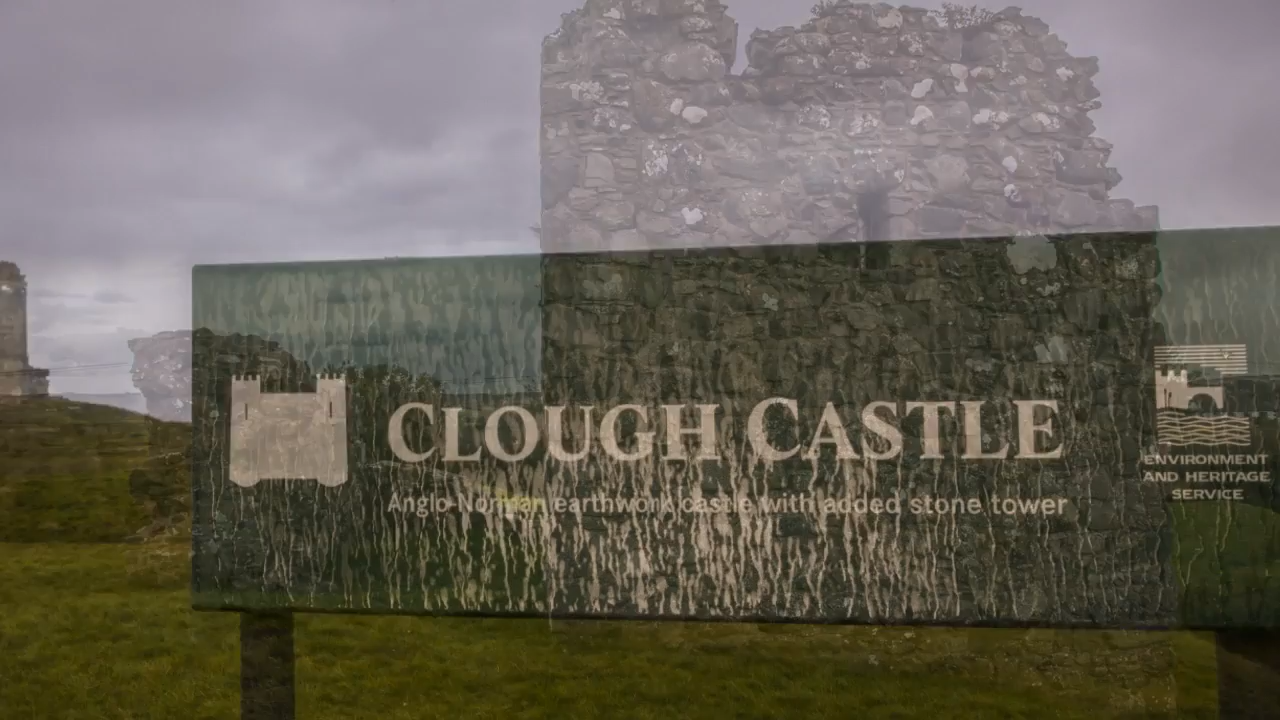 CLOUGH CASTLE
Anglo-Norman earthwork castle with added stone tower
ENVIRONMENT
AND HERITAGE
SERVICE